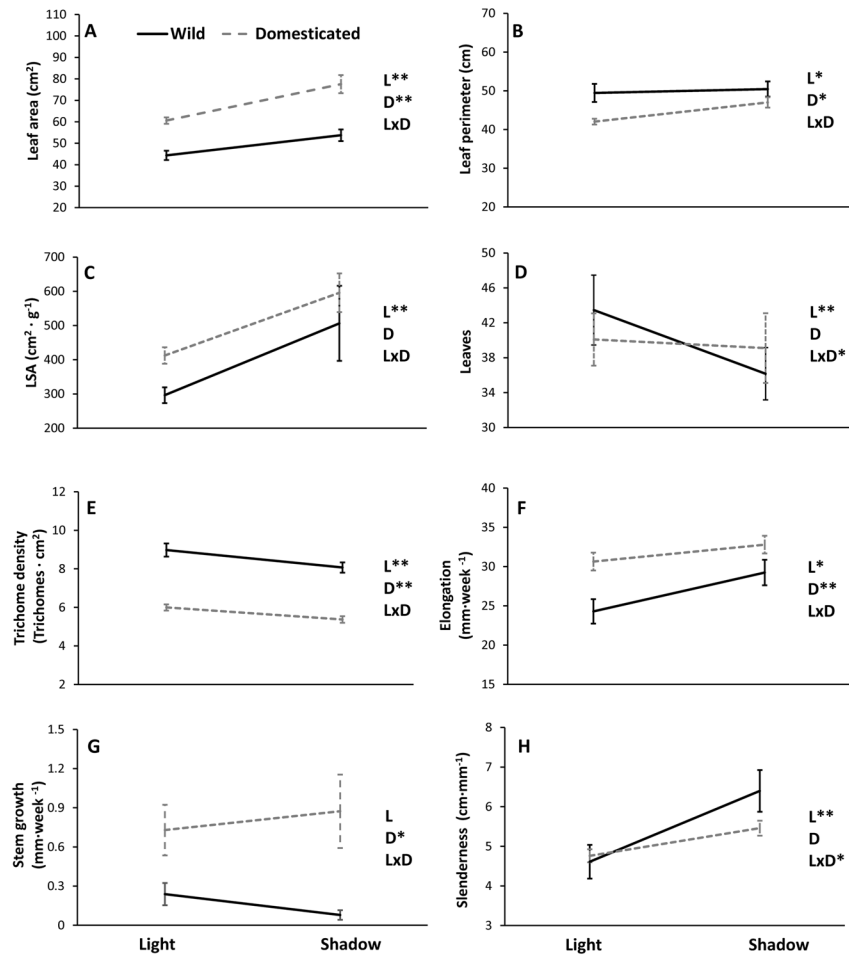 A
Wild
Domesticated
Leaf area (cm²)
110
100
90
80
70
60
50
40
30
20
L**
D**
LxD
B
Leaf perimeter (cm)
70
60
50
40
30
20
L*
D*
LxD
C
LSA (cm² · g⁻¹)
700
600
500
400
300
200
L**
D
LxD
D
Leaves
45
42
39
36
33
30
L**
D
LxD*
E
Trichome density
(Trichomes · cm²)
12
10
8
6
4
2
L**
D**
LxD
F
Elongation
(mm·week⁻¹)
40
35
30
25
20
15
L*
D**
LxD
G
Stem growth
(mm·week⁻¹)
1.5
1.2
0.9
0.6
0.3
0
L
D*
LxD
Light
Shadow
H
Slenderness (cm·mm⁻¹)
8
7
6
5
4
3
L**
D
LxD*
Light
Shadow